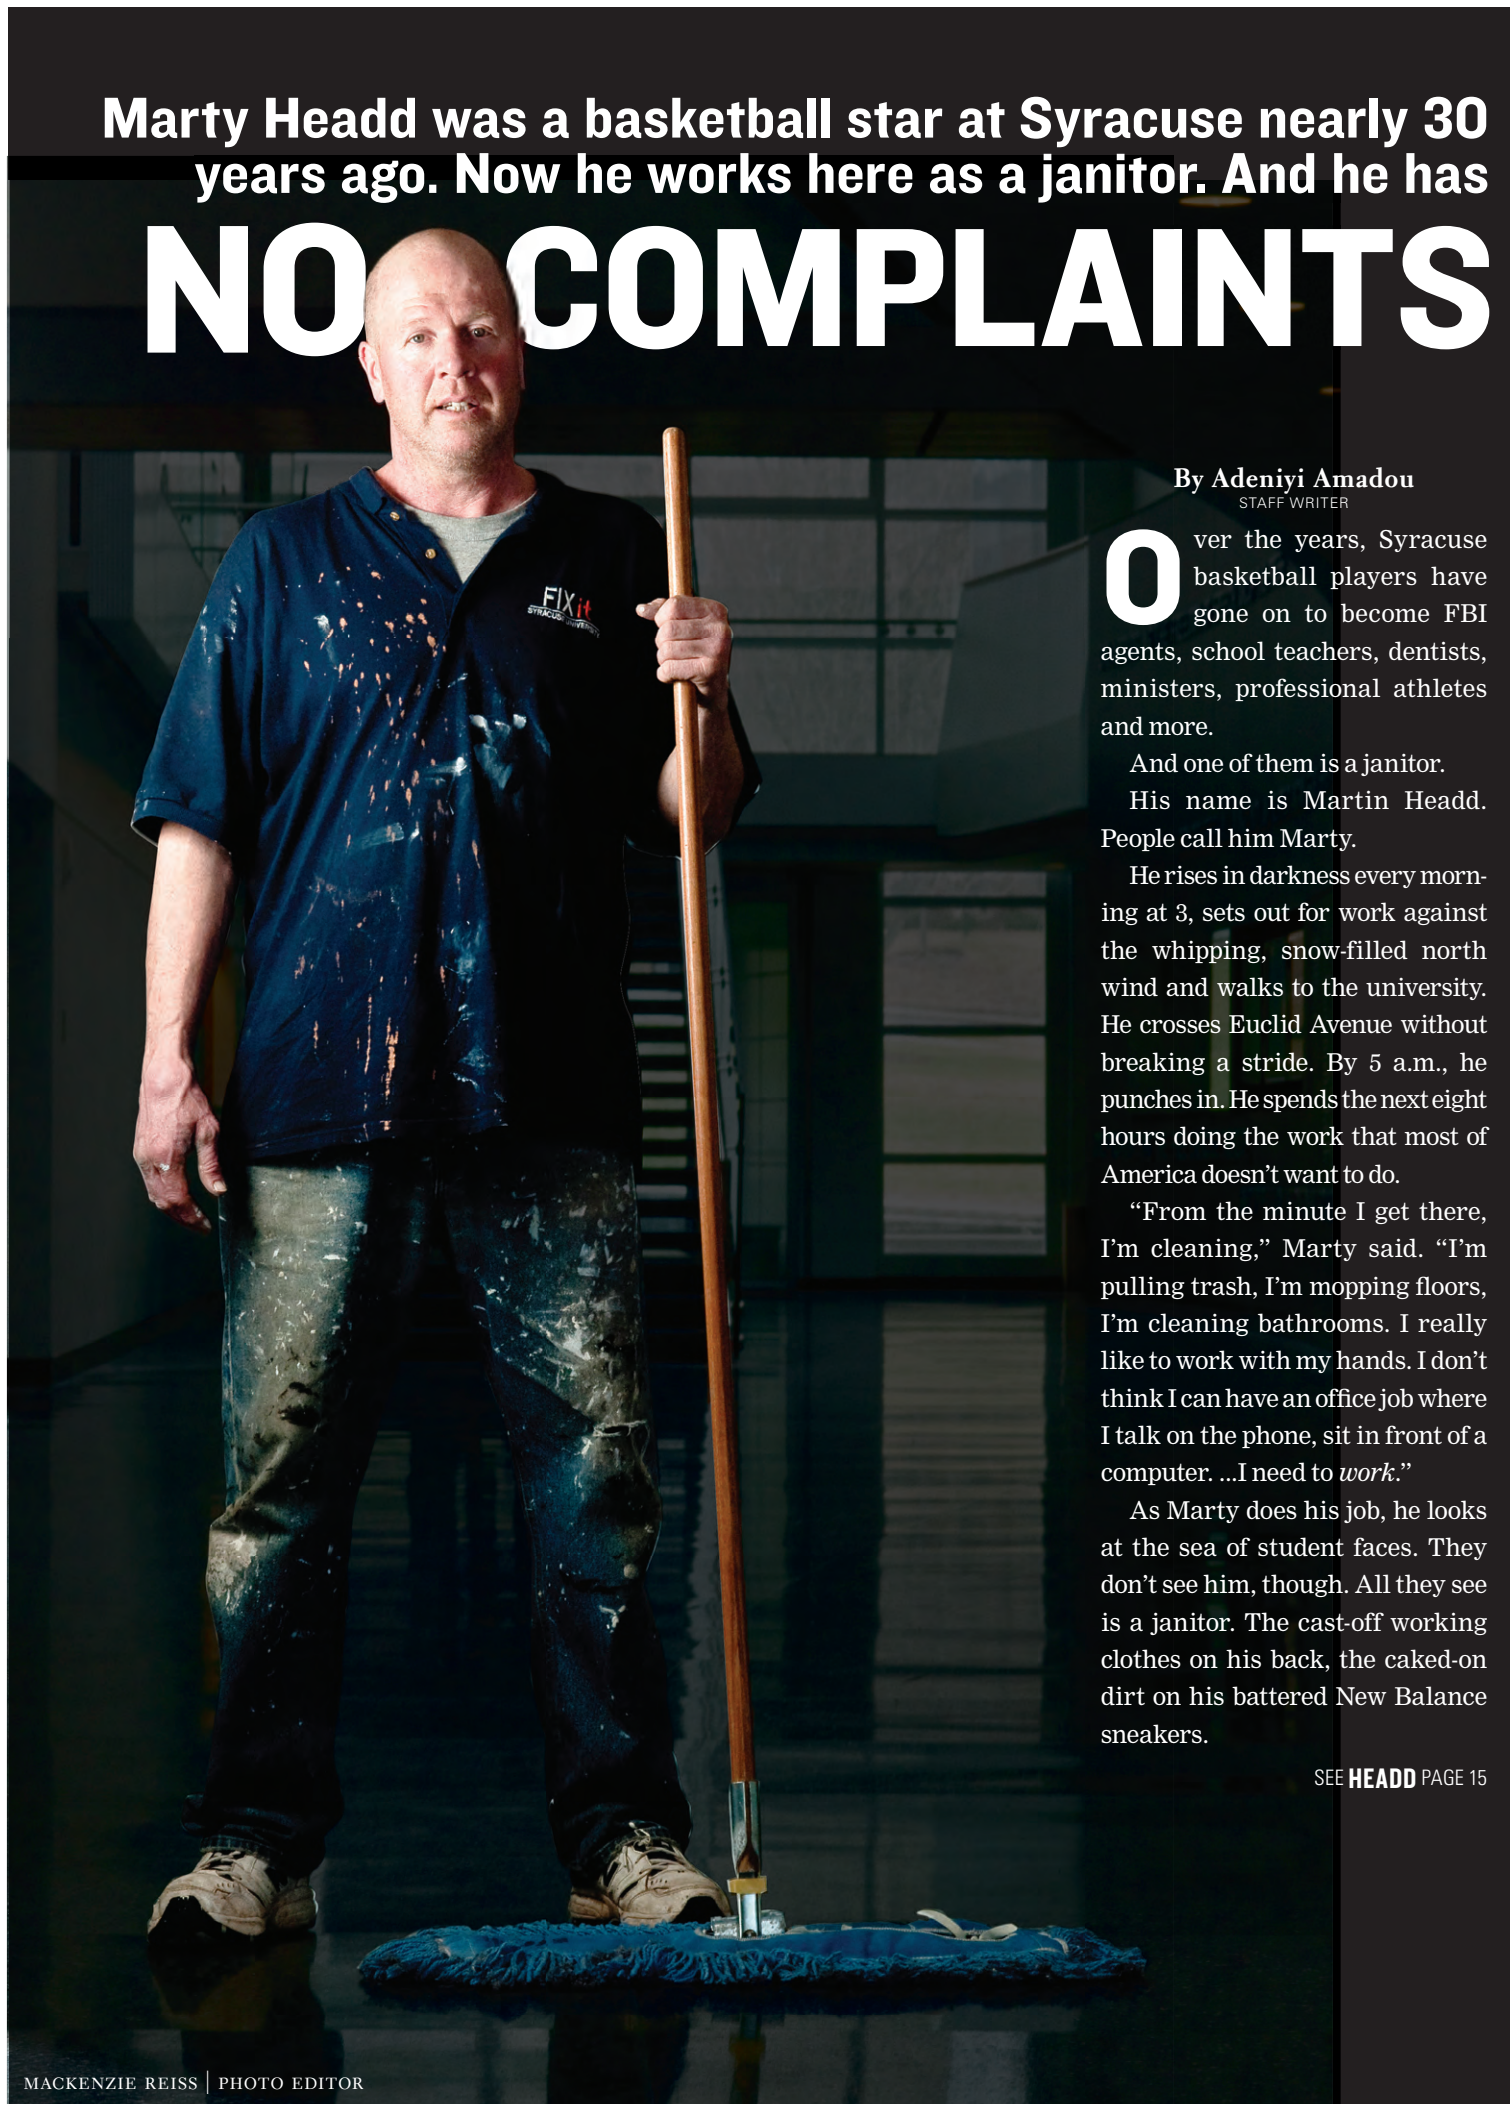 Marty Headd was a basketball star at Syracuse nearly 30
years ago. Now he works here as a janitor. And he has
NO COMPLAINTS
FIXit
SYRACUSE UNIVERSITY
By Adeniyi Amadou
STAFF WRITER
Over the years, Syracuse
basketball players have
gone on to become FBI
agents, school teachers, dentists,
ministers, professional athletes
and more.
And one of them is a janitor.
His name is Martin Headd.
People call him Marty.
He rises in darkness every morn-
ing at 3, sets out for work against
the whipping, snow-filled north
wind and walks to the university.
He crosses Euclid Avenue without
breaking a stride. By 5 a.m., he
punches in. He spends the next eight
hours doing the work that most of
America doesn’t want to do.
“From the minute I get there,
I’m cleaning,” Marty said. “I’m
pulling trash, I’m mopping floors,
I’m cleaning bathrooms. I really
like to work with my hands. I don’t
think I can have an office job where
I talk on the phone, sit in front of a
computer. ...I need to work.”
As Marty does his job, he looks
at the sea of student faces. They
don’t see him, though. All they see
is a janitor. The cast-off working
clothes on his back, the caked-on
dirt on his battered New Balance
sneakers.
SEE HEADD PAGE 15
MACKENZIE REISS | PHOTO EDITOR